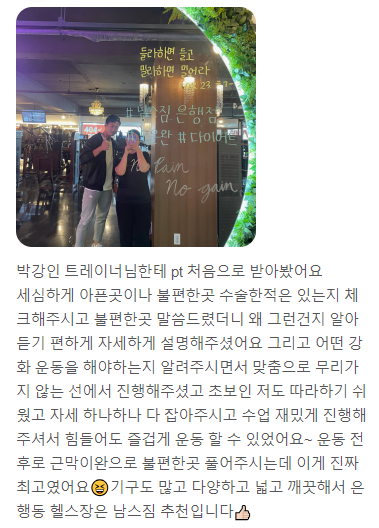 들라하면 들고
밀라하면 밀어라
23
짐 은행점
완 #다이어트
No Pain
No gain
박강인 트레이너님한테 pt 처음으로 받아봤어요
세심하게 아픈곳이나 불편한곳 수술한적은 있는지 체
크해주시고 불편한곳 말씀드렸더니 왜 그런건지 알아
듣기 편하게 자세하게 설명해주셨어요 그리고 어떤 강
화 운동을 해야하는지 알려주시면서 맞춤으로 무리가
지 않는 선에서 진행해주셨고 초보인 저도 따라하기 쉬
웠고 자세 하나하나 다 잡아주시고 수업 재밌게 진행해
주셔서 힘들어도 즐겁게 운동 할 수 있었어요~ 운동 전
후로 근막이완으로 불편한곳 풀어주시는데 이게 진짜
최고였어요😆기구도 많고 다양하고 넓고 깨끗해서 은
행동 헬스장은 남스짐 추천입니다👍🏻